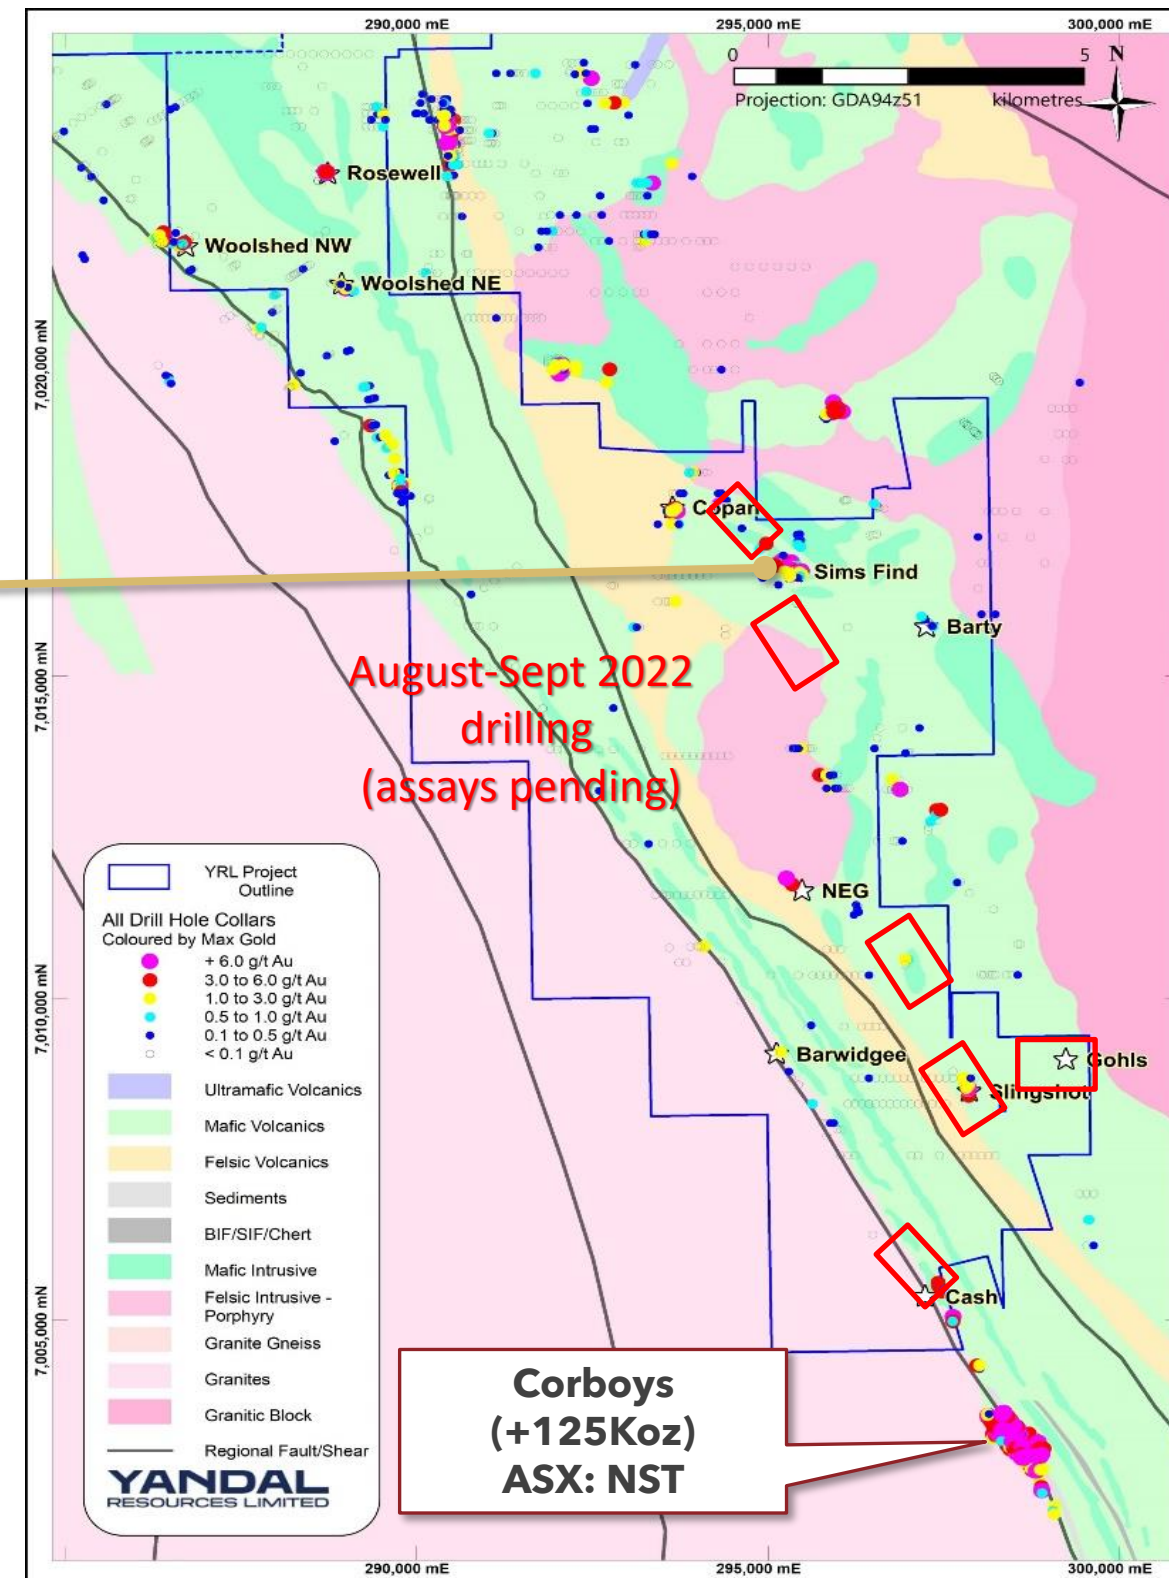 290,000 mE
295,000 mE
300,000 mE
0
5
N
Projection: GDA94z51
kilometres
Rosewell
Woolshed NW
Woolshed NE
7,020,000 mN
Copan
Sims Find
Barty
7,015,000 mN
August-Sept 2022
drilling
(assays pending)
NEG
YRL Project
Outline
All Drill Hole Collars
Coloured by Max Gold
+ 6.0 g/t Au
3.0 to 6.0 g/t Au
1.0 to 3.0 g/t Au
0.5 to 1.0 g/t Au
0.1 to 0.5 g/t Au
< 0.1 g/t Au
Ultramafic Volcanics
Mafic Volcanics
Felsic Volcanics
Sediments
BIF/SIF/Chert
Mafic Intrusive
Felsic Intrusive -
Porphyry
Granite Gneiss
Granites
Granitic Block
Regional Fault/Shear
YANDAL
RESOURCES LIMITED
7,010,000 mN
Barwidgee
Gohls
Slingshot
Cash
7,005,000 mN
Corboys
(+125Koz)
ASX: NST
290,000 mE
295,000 mE
300,000 mE